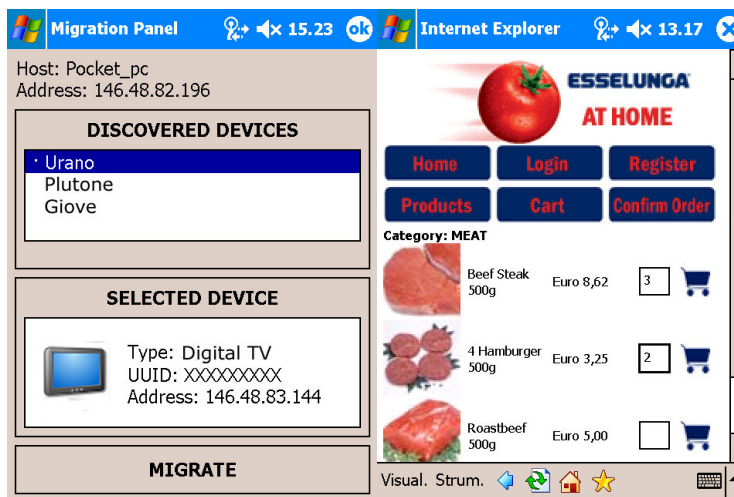 Migration Panel 15.23 ok
Host: Pocket_pc
Address: 146.48.82.196
DISCOVERED DEVICES
· Urano
Plutone
Giove
SELECTED DEVICE
Type: Digital TV
UUID: XXXXXXXXX
Address: 146.48.83.144
MIGRATE
Internet Explorer 13.17
ESSELUNGA
AT HOME
Home Login Register
Products Cart Confirm Order
Category: MEAT
Beef Steak
500g Euro 8,62 3
4 Hamburger
500g Euro 3,25 2
Roastbeef
500g Euro 5,00
Visual. Strum.